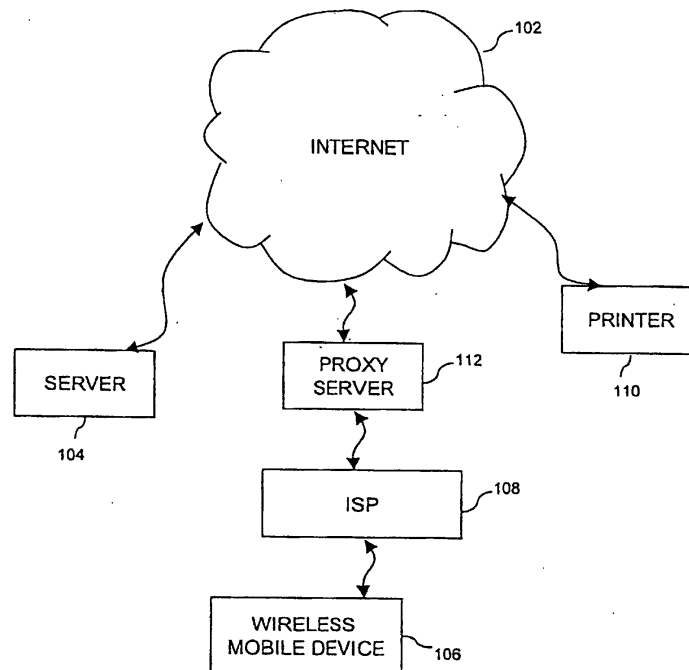 102
INTERNET
PRINTER
110
SERVER
104
PROXY
SERVER
112
ISP
108
WIRELESS
MOBILE DEVICE
106